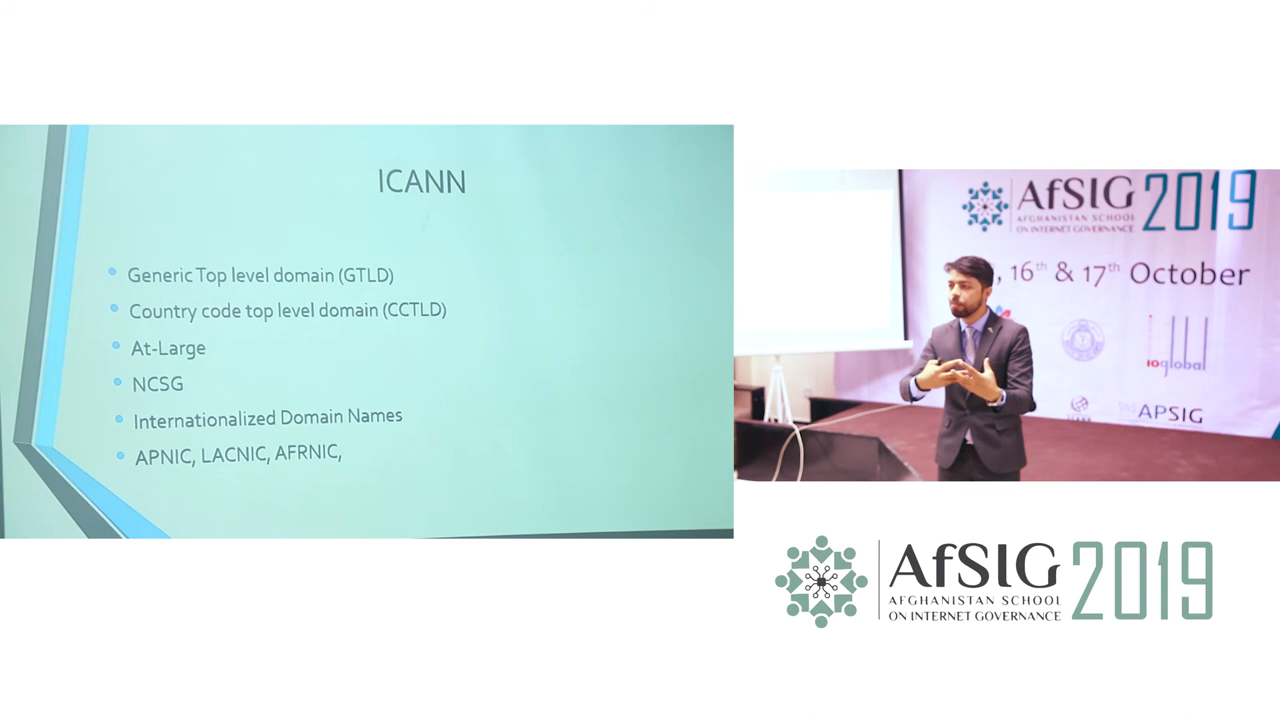 ICANN
Generic Top level domain (GTLD)
Country code top level domain (CCTLD)
At-Large
NCSG
Internationalized Domain Names
APNIC, LACNIC, AFRNIC,
AfSIG 2019
AFGHANISTAN SCHOOL
ON INTERNET GOVERNANCE
, 16th & 17th October
ioglobal
APSIG
AfSIG 2019
AFGHANISTAN SCHOOL
ON INTERNET GOVERNANCE